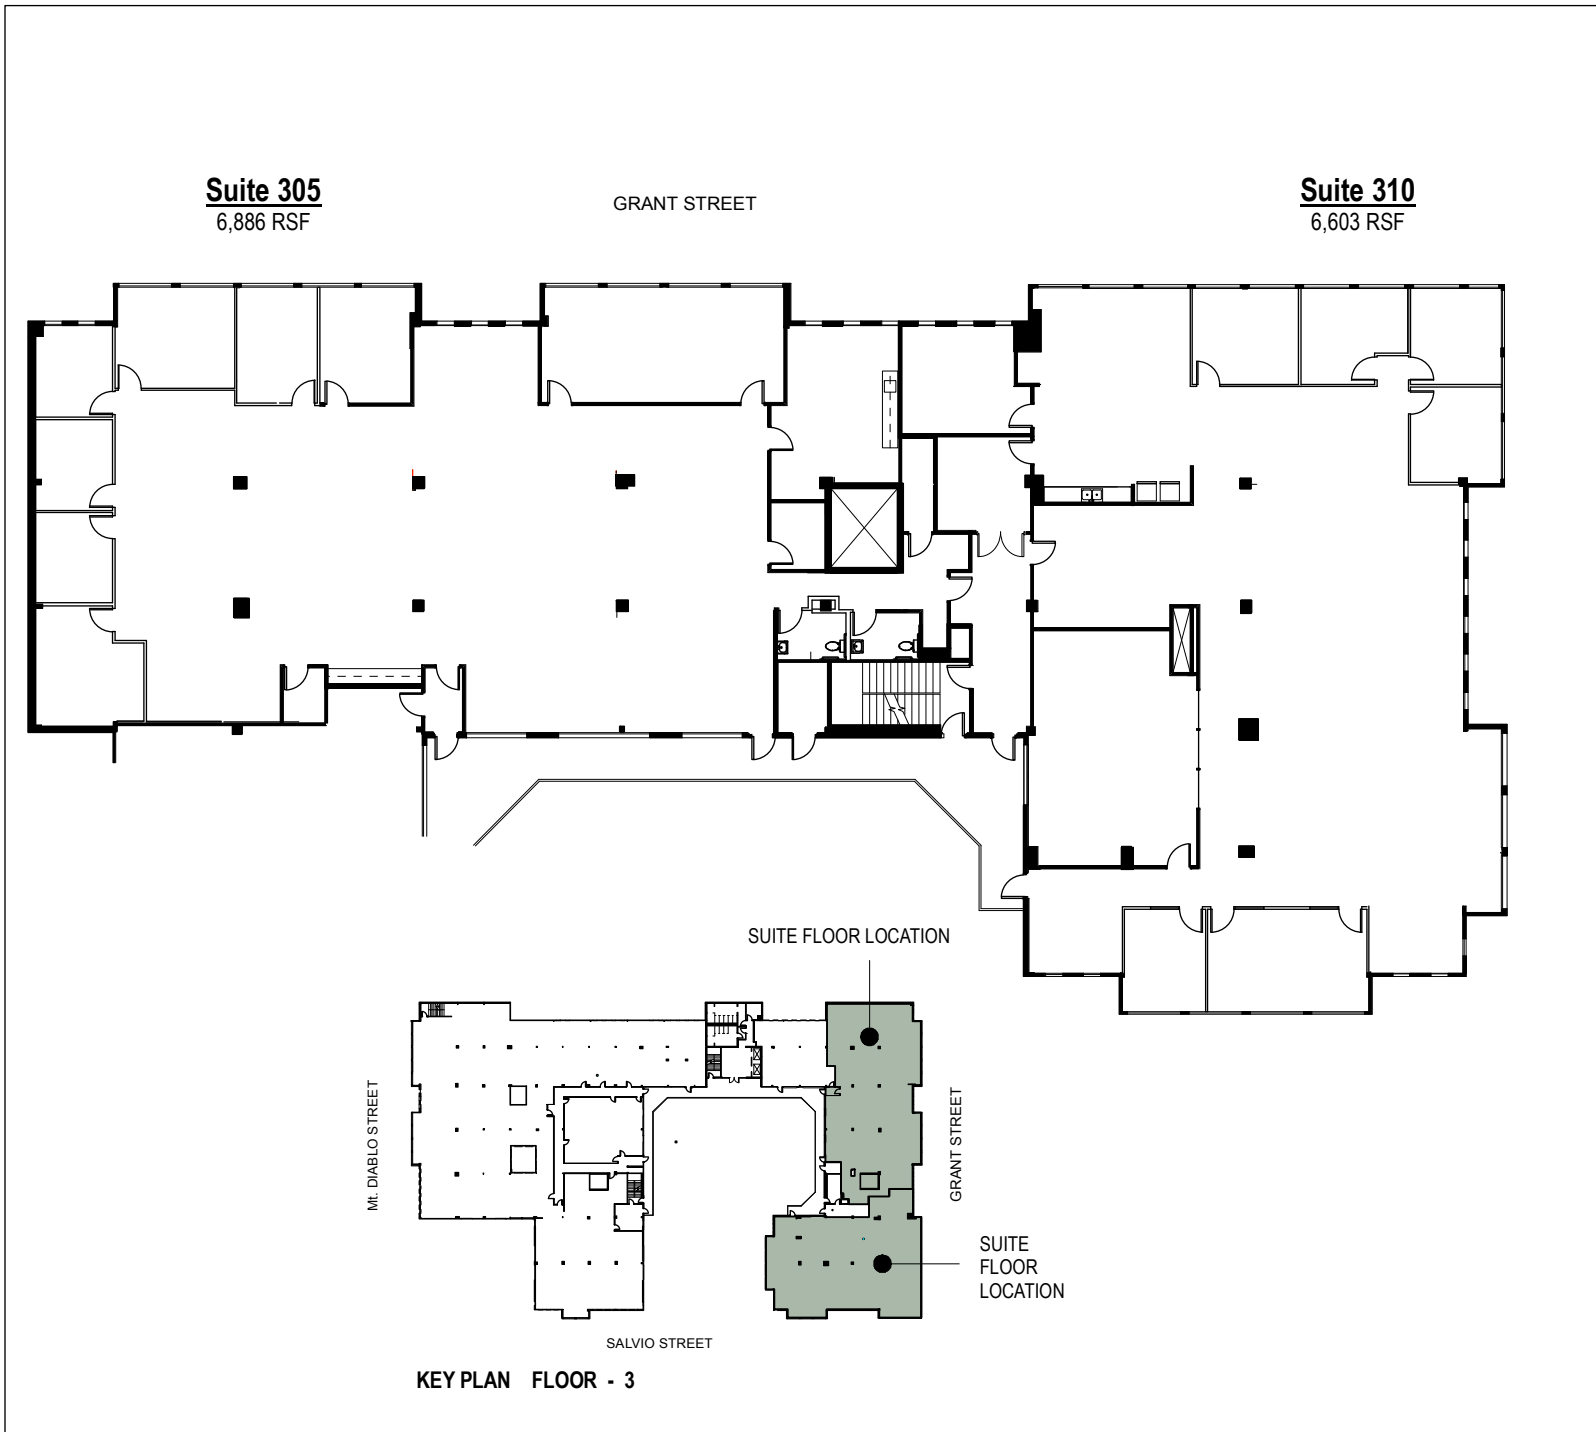 Suite 305
6,886 RSF
GRANT STREET
Suite 310
6,603 RSF
SUITE FLOOR LOCATION
Mt. DIABLO STREET
GRANT STREET
SUITE
FLOOR
LOCATION
SALVIO STREET
KEY PLAN FLOOR - 3